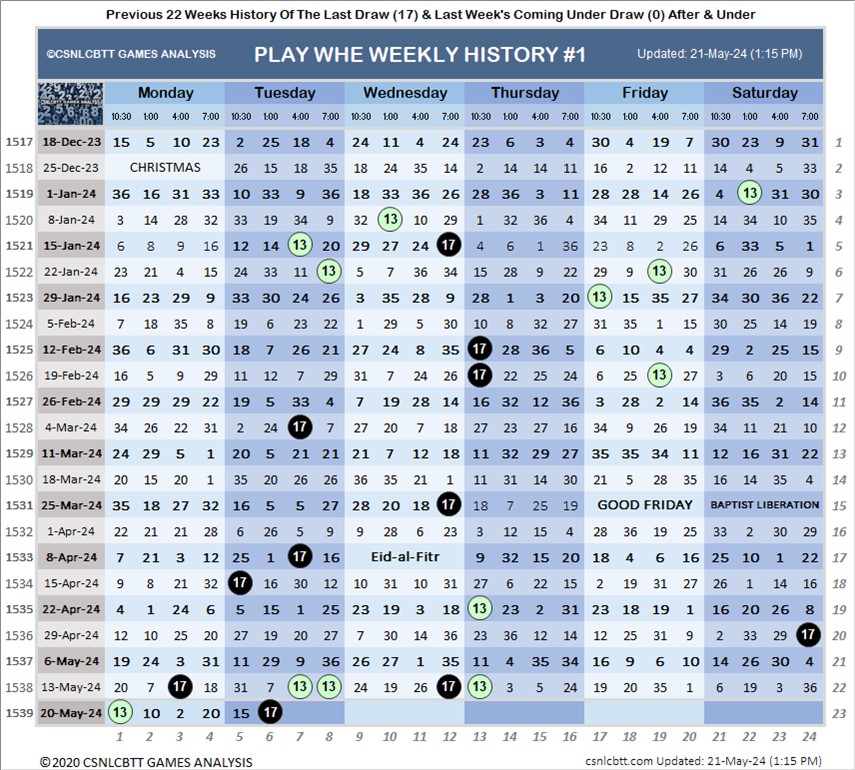 Previous 22 Weeks History Of The Last Draw (17) & Last Week's Coming Under Draw (0) After & Under
©CSNLCBTT GAMES ANALYSIS PLAY WHE WEEKLY HISTORY #1 Updated: 21-May-24 (1:15 PM)
Monday Tuesday Wednesday Thursday Friday Saturday
10:30 1:00 4:00 7:00 10:30 1:00 4:00 7:00 10:30 1:00 4:00 7:00 10:30 1:00 4:00 7:00 10:30 1:00 4:00 7:00 10:30 1:00 4:00 7:00
1517 18-Dec-23 15 5 10 23 2 25 18 4 24 11 4 24 23 6 3 4 30 4 19 7 30 23 9 31 1
1518 25-Dec-23 CHRISTMAS 26 15 18 35 18 24 35 14 2 14 14 11 16 2 12 11 14 4 5 33 2
1519 1-Jan-24 36 16 31 33 10 33 9 36 18 33 36 26 28 36 3 11 28 28 14 26 4 13 31 30 3
1520 8-Jan-24 3 14 28 32 33 19 34 9 32 13 10 29 1 32 36 4 34 11 29 25 14 34 10 35 4
1521 15-Jan-24 6 8 9 16 12 14 13 20 29 27 24 17 4 6 1 36 23 8 2 26 6 33 5 1 5
1522 22-Jan-24 23 21 4 15 24 33 11 13 5 7 36 34 15 28 9 22 29 9 13 30 31 26 26 9 6
1523 29-Jan-24 16 23 29 9 33 30 24 26 3 35 28 9 28 1 3 20 13 15 35 27 34 30 36 22 7
1524 5-Feb-24 7 18 35 8 19 6 23 22 1 29 5 30 10 8 32 27 31 35 1 15 30 25 14 19 8
1525 12-Feb-24 36 6 31 30 18 7 26 21 27 24 8 35 17 28 36 5 6 10 4 4 29 2 25 15 9
1526 19-Feb-24 16 5 9 29 11 12 7 29 31 7 24 26 17 22 25 24 6 25 13 27 3 6 20 15 10
1527 26-Feb-24 29 29 29 22 19 5 33 4 7 19 28 14 16 32 12 36 3 28 2 14 36 35 2 14 11
1528 4-Mar-24 34 26 22 31 2 24 17 7 27 20 7 18 27 23 27 16 34 9 26 19 34 11 21 10 12
1529 11-Mar-24 24 29 5 1 20 5 21 21 21 7 12 18 11 32 29 27 35 35 34 11 12 16 31 22 13
1530 18-Mar-24 20 15 20 1 35 20 26 26 36 35 21 1 11 31 14 30 21 5 28 35 21 21 4 26 14
1531 25-Mar-24 35 18 27 32 16 5 5 27 28 20 18 17 18 7 25 19 GOOD FRIDAY BAPTIST LIBERATION 15
1532 1-Apr-24 22 21 21 28 6 26 5 9 9 28 6 23 3 12 15 4 28 36 19 25 33 2 30 29 16
1533 8-Apr-24 7 21 3 12 25 1 17 16 Eid-al-Fitr 9 32 15 20 18 4 6 16 25 10 1 22 17
1534 15-Apr-24 9 8 21 32 17 16 30 12 10 31 10 31 27 6 22 15 2 19 31 27 26 1 14 16 18
1535 22-Apr-24 4 1 24 6 5 15 1 25 23 19 3 18 13 23 2 31 23 18 19 1 16 20 26 8 19
1536 29-Apr-24 12 10 25 20 27 19 20 27 7 30 14 36 23 36 12 14 12 25 31 9 2 33 29 17 20
1537 6-May-24 19 24 3 31 11 29 9 36 26 27 1 35 11 4 35 34 16 9 6 10 14 26 30 4 21
1538 13-May-24 20 7 17 18 31 7 13 13 24 19 26 17 13 3 5 24 19 20 35 1 6 19 3 36 22
1539 20-May-24 13 10 2 20 15 17 23
1 2 3 4 5 6 7 8 9 10 11 12 13 14 15 16 17 18 19 20 21 22 23 24
©2020 CSNLCBTT GAMES ANALYSIS csnlcbtt.com Updated: 21-May-24 (1:15 PM)